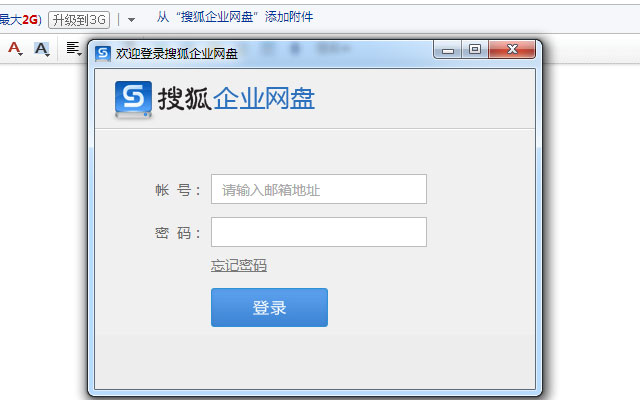 最大2G) 升级到3G 从“搜狐企业网盘”添加附件
A A
欢迎登录搜狐企业网盘
S 搜狐企业网盘
帐 号： 请输入邮箱地址
密 码：
忘记密码
登录